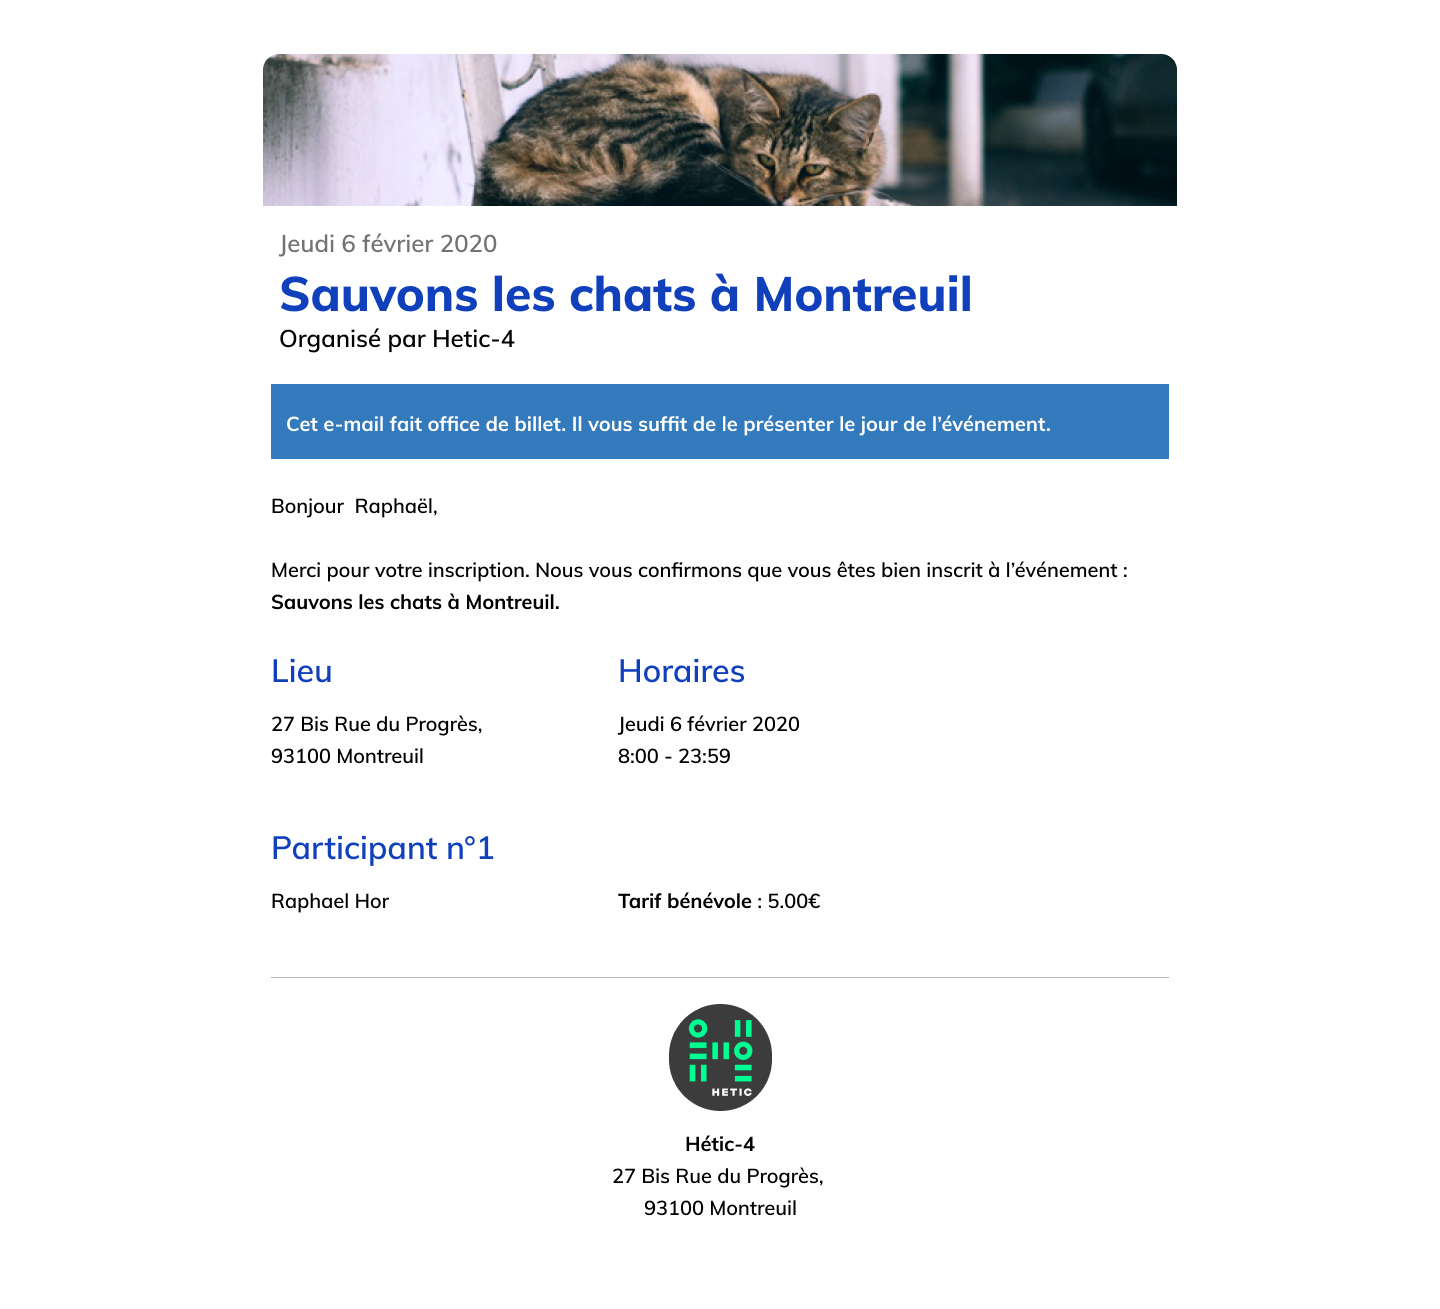 Jeudi 6 février 2020
Sauvons les chats à Montreuil
Organisé par Hetic-4
Cet e-mail fait office de billet. Il vous suffit de le présenter le jour de l’événement.
Bonjour  Raphaël,
Merci pour votre inscription. Nous vous confirmons que vous êtes bien inscrit à l’événement :
Sauvons les chats à Montreuil.
Lieu
27 Bis Rue du Progrès,
93100 Montreuil
Horaires
Jeudi 6 février 2020
8:00 - 23:59
Participant n°1
Raphael Hor
Tarif bénévole : 5.00€
HETIC
Hétic-4
27 Bis Rue du Progrès,
93100 Montreuil